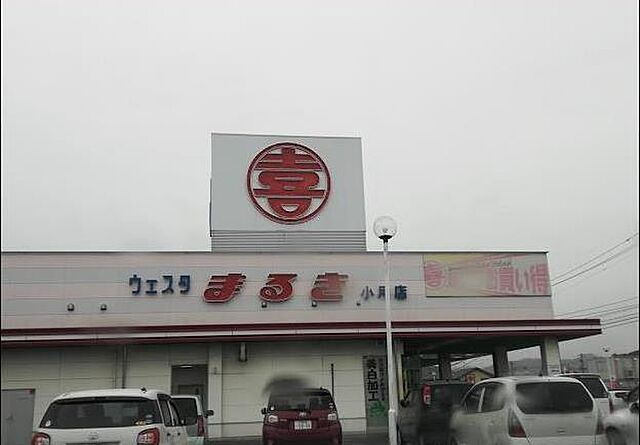 喜
ウェスタ まるき 小月店
買い得